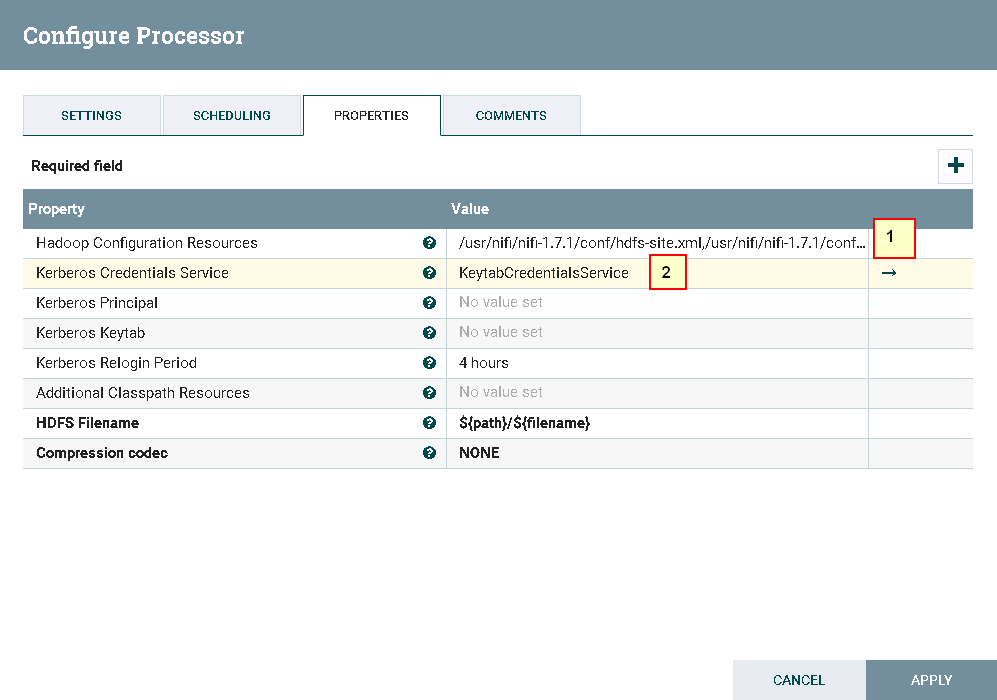 Configure Processor
SETTINGS SCHEDULING PROPERTIES COMMENTS
Required field
Property Value
Hadoop Configuration Resources /usr/nifi/nifi-1.7.1/conf/hdfs-site.xml,/usr/nifi/nifi-1.7.1/conf... 1
Kerberos Credentials Service KeytabCredentialsService 2 →
Kerberos Principal No value set
Kerberos Keytab No value set
Kerberos Relogin Period 4 hours
Additional Classpath Resources No value set
HDFS Filename ${path}/${filename}
Compression codec NONE
CANCEL APPLY